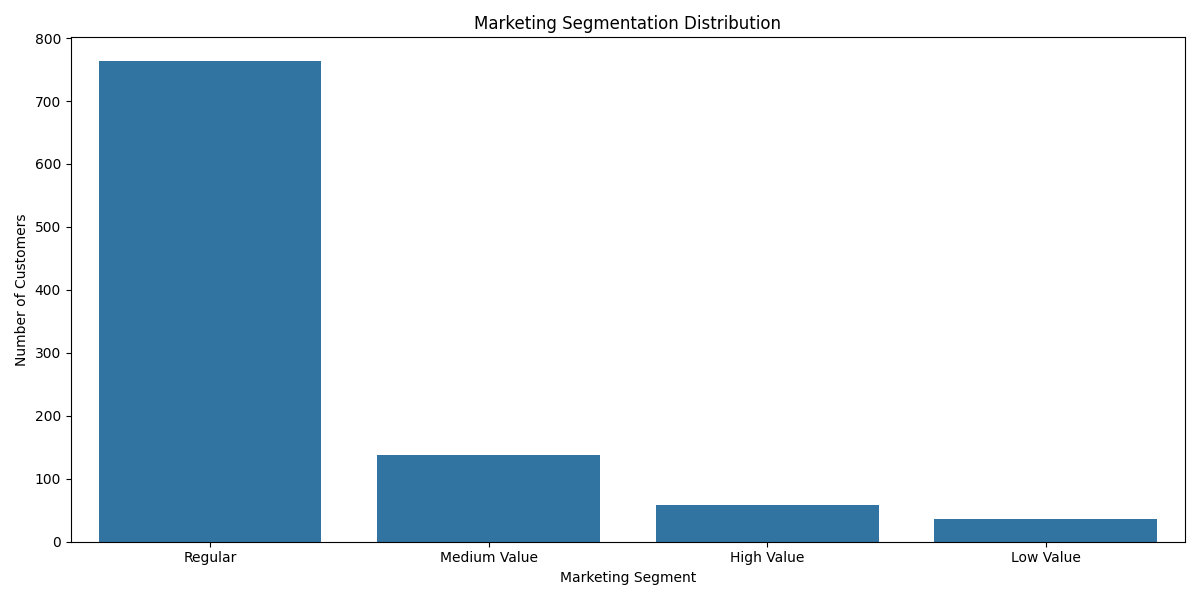 Marketing Segmentation Distribution
800
700
600
500
400
300
200
100
0
Number of Customers
Regular
Medium Value
High Value
Low Value
Marketing Segment